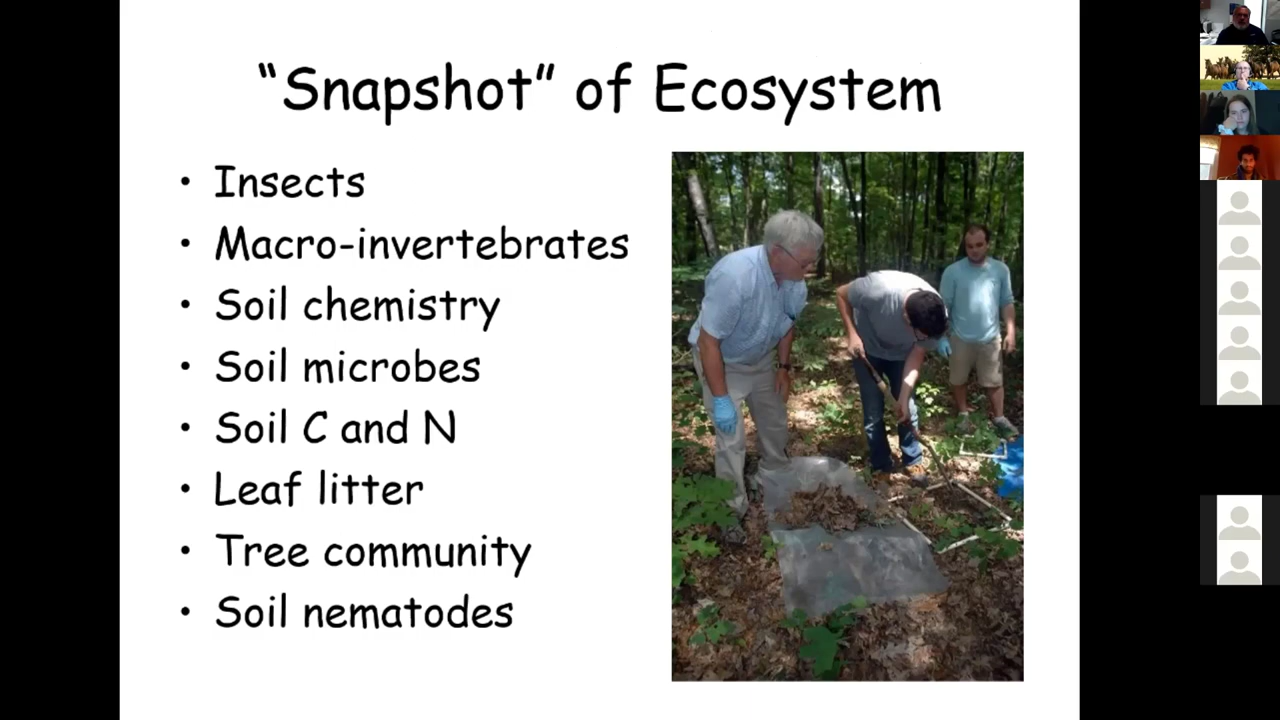 “Snapshot” of Ecosystem
• Insects
• Macro-invertebrates
• Soil chemistry
• Soil microbes
• Soil C and N
• Leaf litter
• Tree community
• Soil nematodes